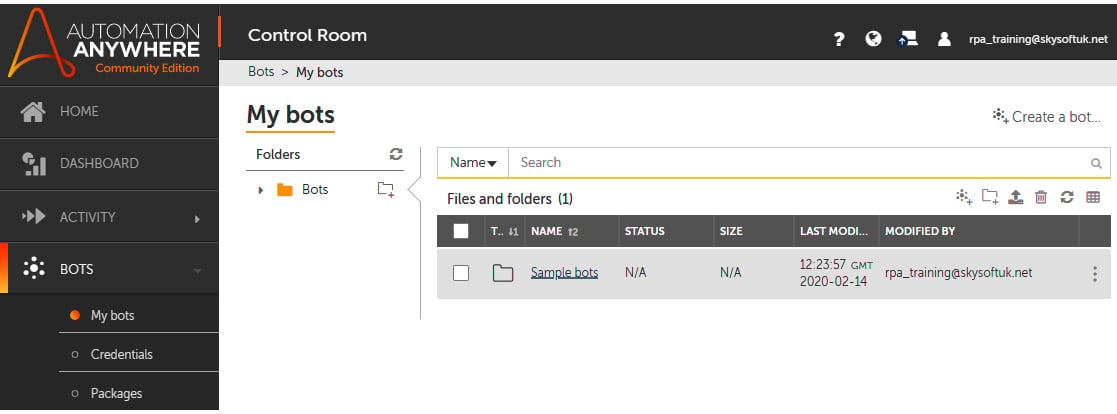 AUTOMATION
ANYWHERE
Community Edition
Control Room
? rpa_training@skysoftuk.net
Bots > My bots
HOME
DASHBOARD
ACTIVITY
BOTS
My bots
Credentials
Packages
My bots
Create a bot...
Folders
Bots
Name Search
Files and folders (1)
T.. 1 NAME 2 STATUS SIZE LAST MODI... MODIFIED BY
Sample bots N/A N/A 12:23:57 GMT rpa_training@skysoftuk.net
2020-02-14